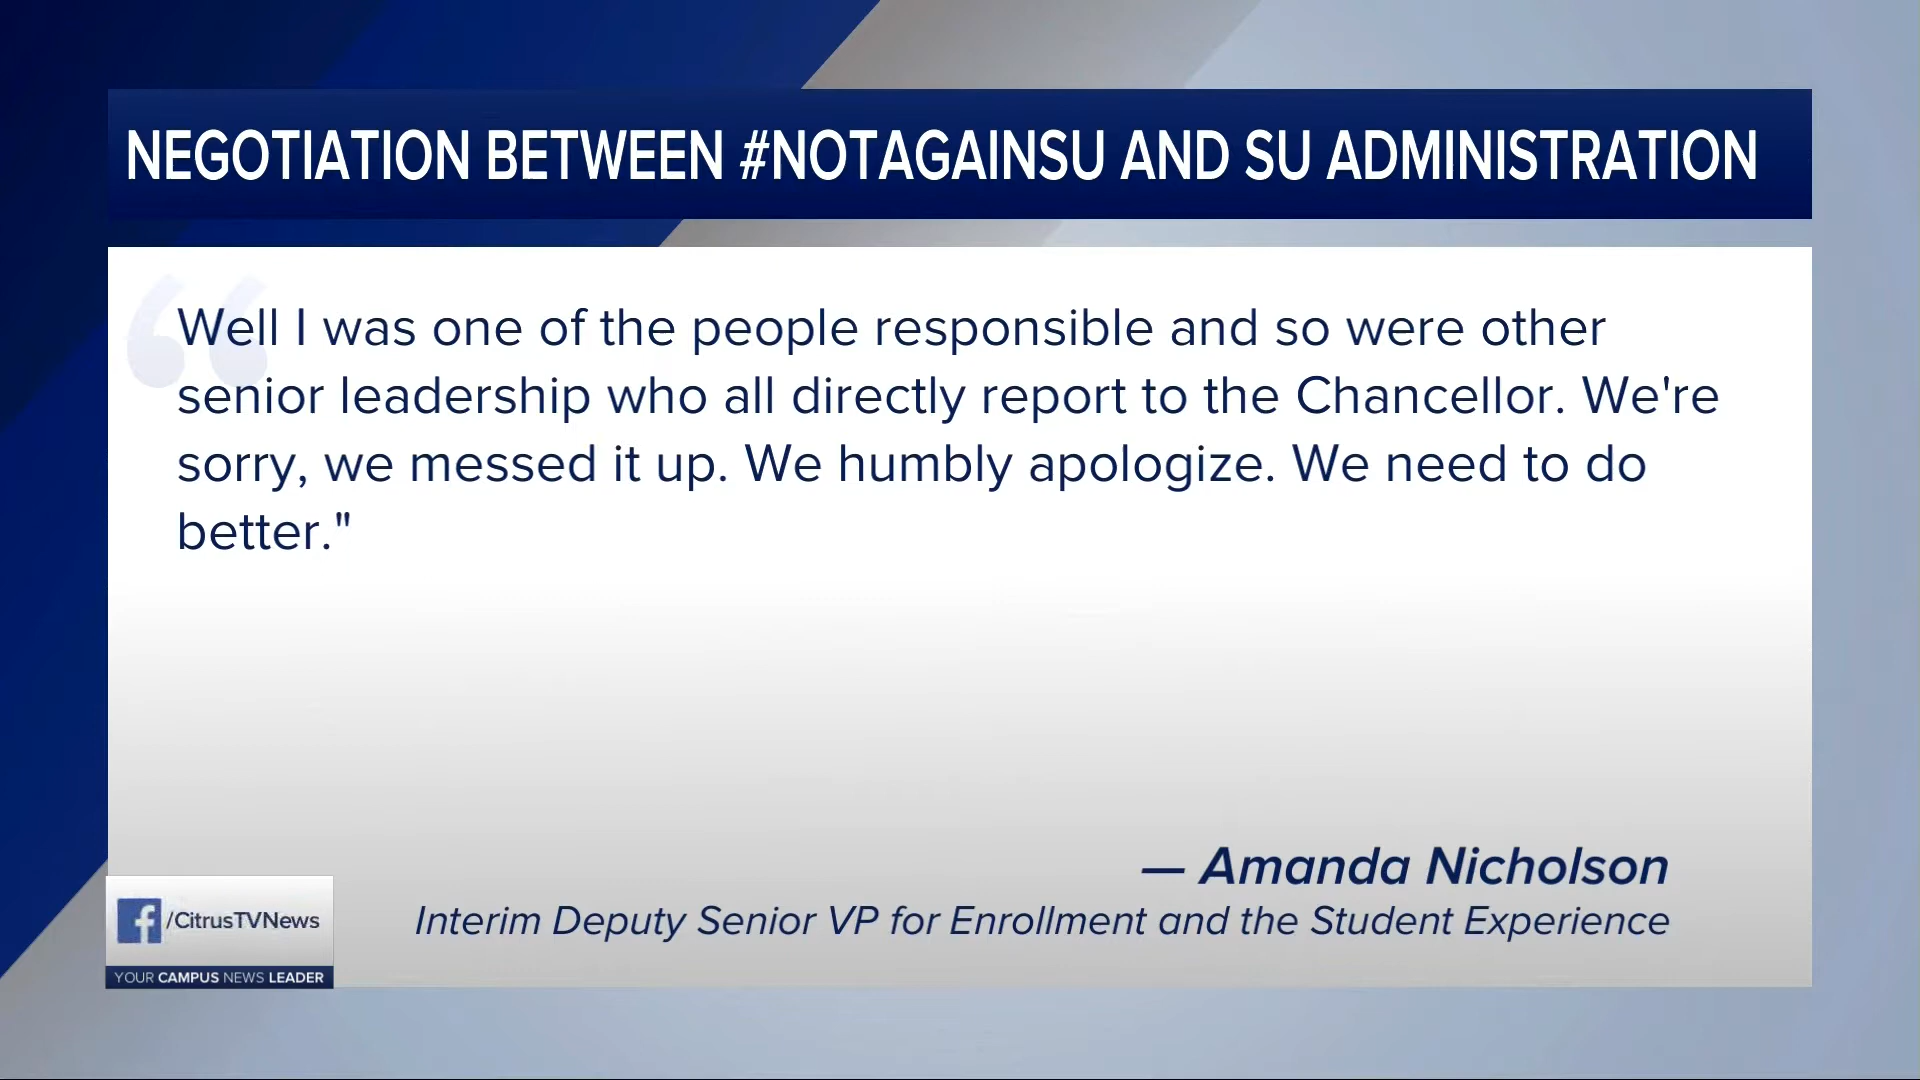 NEGOTIATION BETWEEN #NOTAGAINSU AND SU ADMINISTRATION
“
Well I was one of the people responsible and so were other
senior leadership who all directly report to the Chancellor. We're
sorry, we messed it up. We humbly apologize. We need to do
better."
— Amanda Nicholson
Interim Deputy Senior VP for Enrollment and the Student Experience
f /CitrusTVNews
YOUR CAMPUS NEWS LEADER